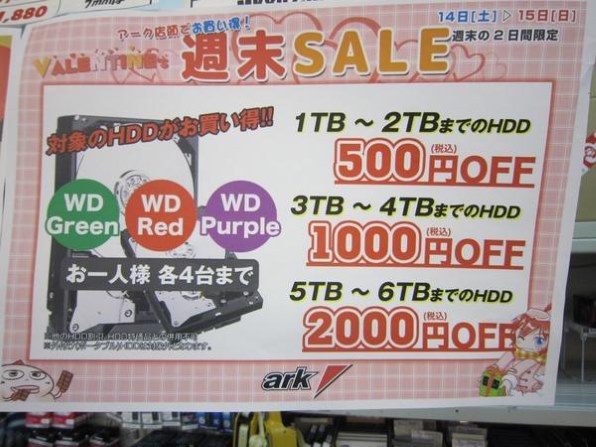 ,880
アーク店頭でお買い得!
14日[土] ▷ 15日[日]
VALENTINE's 週末SALE
週末の2日間限定
対象のHDDがお買い得!!
1TB ～ 2TBまでのHDD
(税込)
500円OFF
WD Green
WD Red
WD Purple
3TB ～ 4TBまでのHDD
(税込)
1000円OFF
お一人様 各4台まで
5TB ～ 6TBまでのHDD
(税込)
2000円OFF
ark